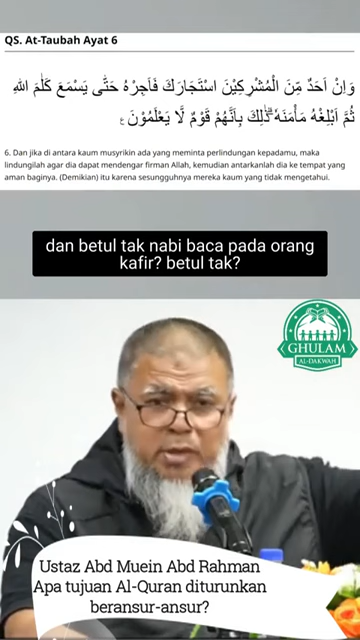 QS. At-Taubah Ayat 6
وَاِنْ اَحَدٌ مِّنَ الْمُشْرِكِيْنَ اسْتَجَارَكَ فَاَجِرْهُ حَتّٰى يَسْمَعَ كَلٰمَ اللّٰهِ
ثُمَّ اَبْلِغْهُ مَأْمَنَهٗ ۗذٰلِكَ بِاَنَّهُمْ قَوْمٌ لَّا يَعْلَمُوْنَ ࣖ
6. Dan jika di antara kaum musyrikin ada yang meminta perlindungan kepadamu, maka
lindungilah agar dia dapat mendengar firman Allah, kemudian antarkanlah dia ke tempat yang
aman baginya. (Demikian) itu karena sesungguhnya mereka kaum yang tidak mengetahui.
dan betul tak nabi baca pada orang
kafir? betul tak?
GHULAM
AL-DAKWAH
Ustaz Abd Muein Abd Rahman
Apa tujuan Al-Quran diturunkan
beransur-ansur?